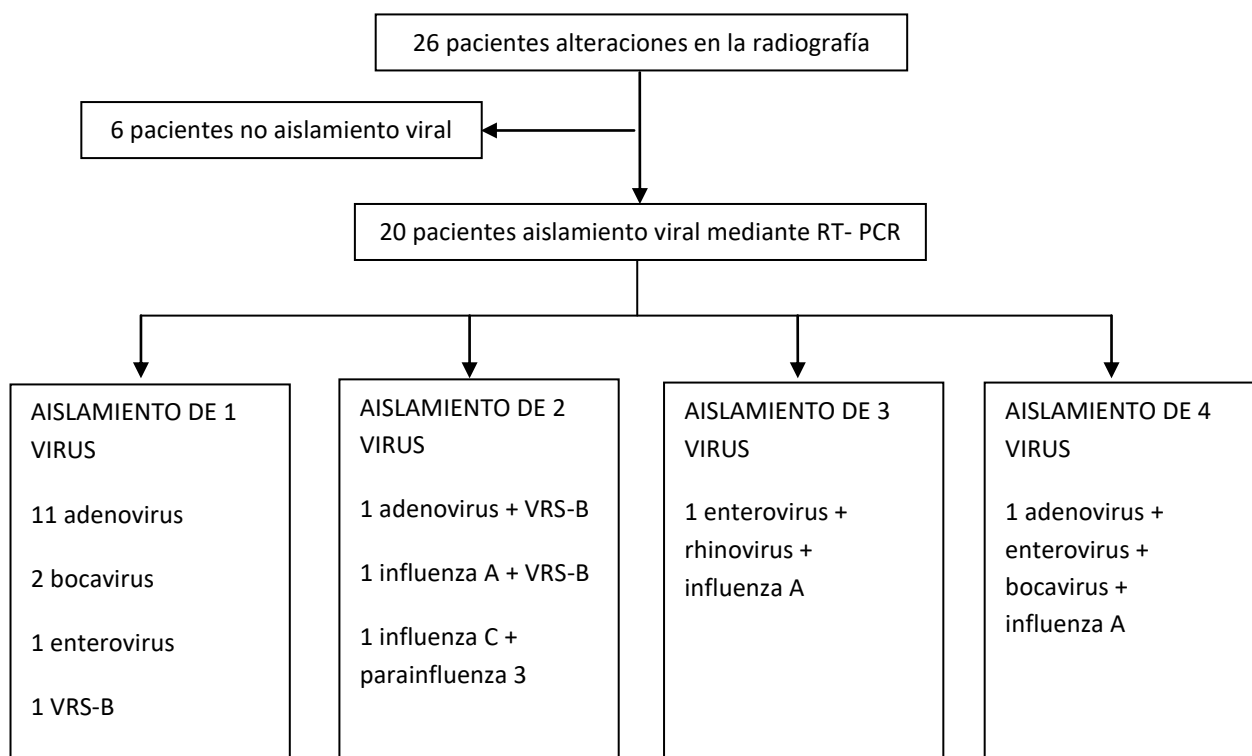 26 pacientes alteraciones en la radiografía
6 pacientes no aislamiento viral
20 pacientes aislamiento viral mediante RT- PCR
AISLAMIENTO DE 1
VIRUS
11 adenovirus
2 bocavirus
1 enterovirus
1 VRS-B
AISLAMIENTO DE 2
VIRUS
1 adenovirus + VRS-B
1 influenza A + VRS-B
1 influenza C +
parainfluenza 3
AISLAMIENTO DE 3
VIRUS
1 enterovirus +
rhinovirus +
influenza A
AISLAMIENTO DE 4
VIRUS
1 adenovirus +
enterovirus +
bocavirus +
influenza A